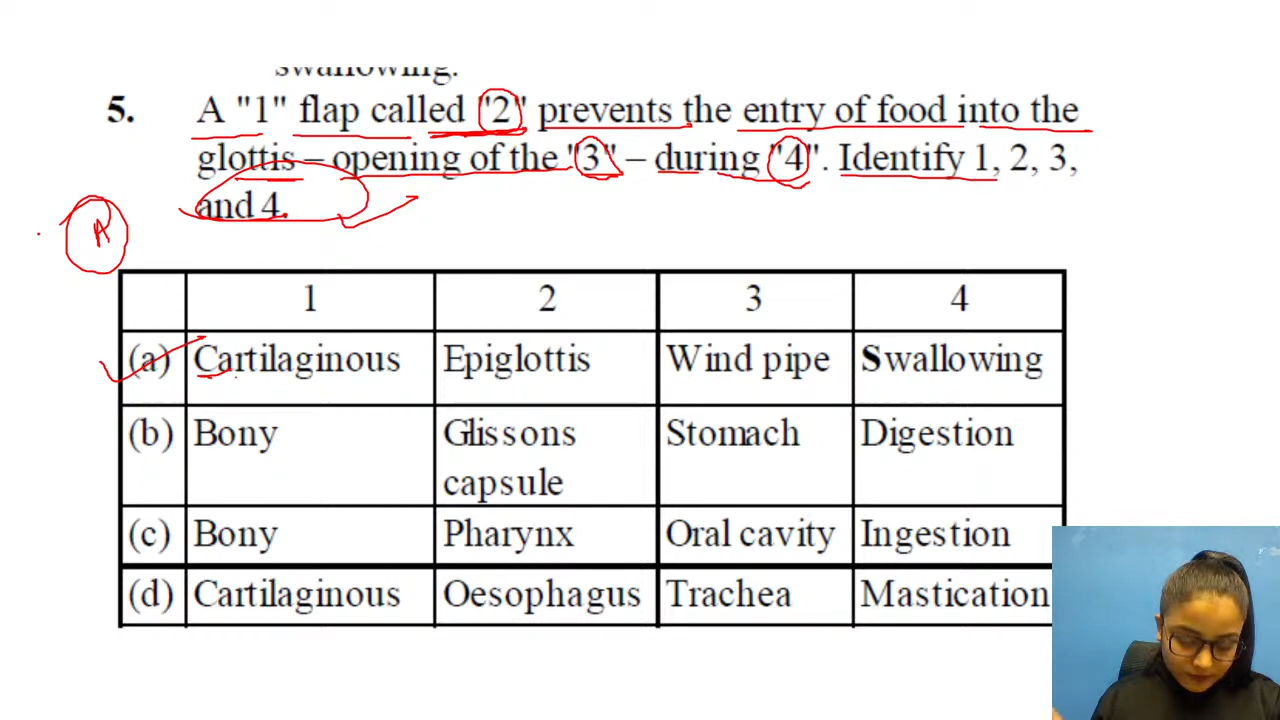 swallowing.
5. A "1" flap called "2" prevents the entry of food into the
glottis – opening of the "3" – during "4". Identify 1, 2, 3,
and 4.
A
1 2 3 4
(a) Cartilaginous Epiglottis Wind pipe Swallowing
(b) Bony Glissons capsule Stomach Digestion
(c) Bony Pharynx Oral cavity Ingestion
(d) Cartilaginous Oesophagus Trachea Mastication